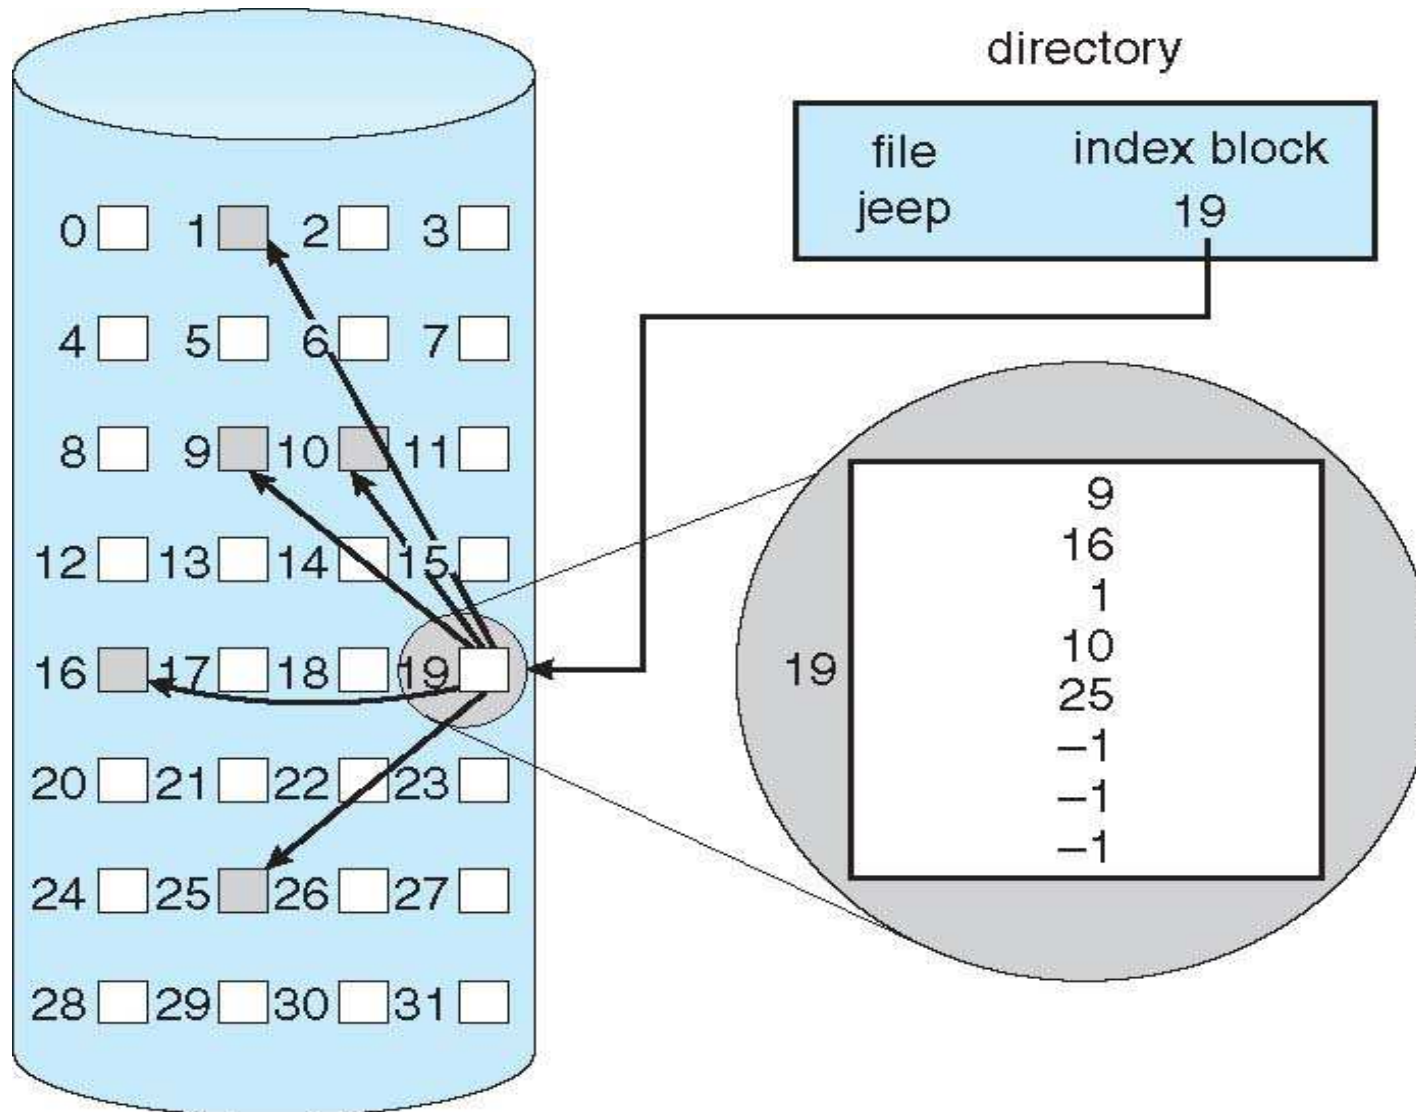 directory
file index block
jeep 19
0 1 2 3
4 5 6 7
8 9 10 11
12 13 14 15
16 17 18 19
20 21 22 23
24 25 26 27
28 29 30 31
19
9
16
1
10
25
–1
–1
–1